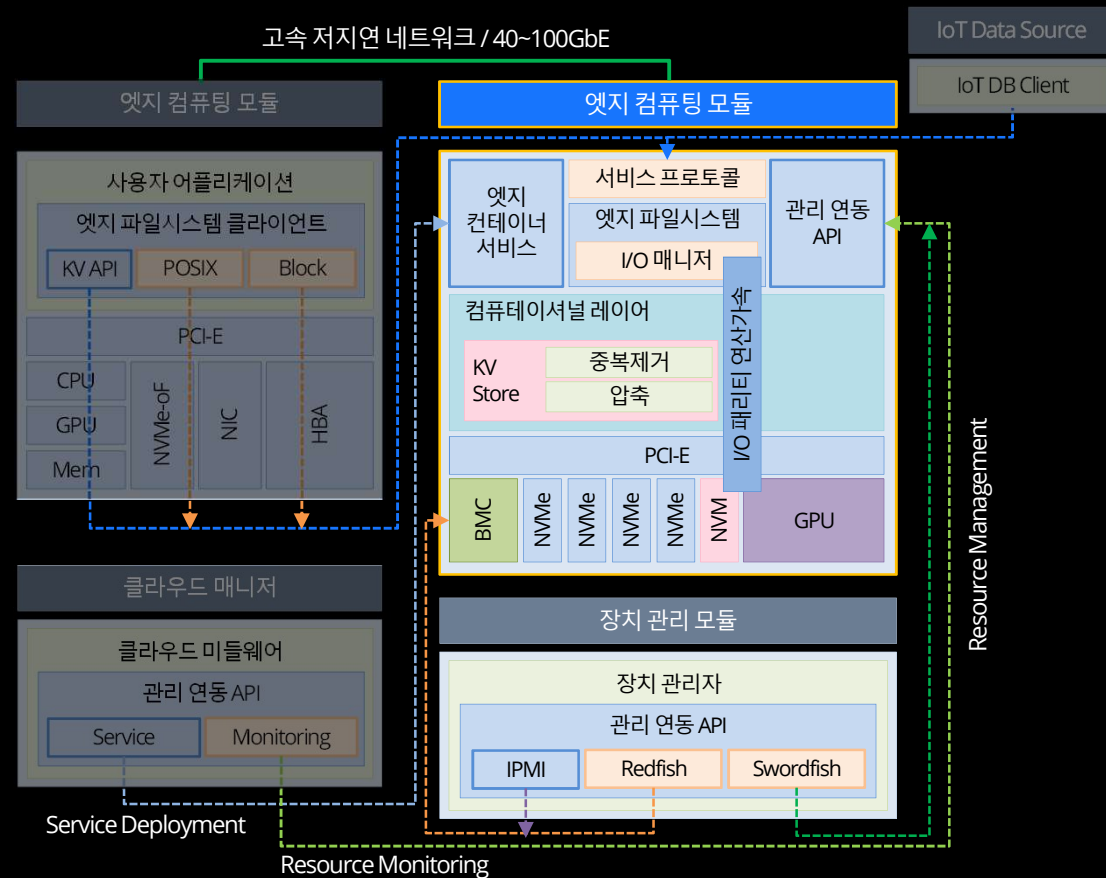 고속 저지연 네트워크 / 40~100GbE
IoT Data Source
IoT DB Client
엣지 컴퓨팅 모듈
사용자 어플리케이션
엣지 파일시스템 클라이언트
KV API
POSIX
Block
PCI-E
CPU
GPU
Mem
NVMe-oF
NIC
HBA
엣지 컴퓨팅 모듈
엣지
컨테이너
서비스
서비스 프로토콜
엣지 파일시스템
I/O 매니저
관리 연동
API
컴퓨테이셔널 레이어
KV
Store
중복제거
압축
I/O 패리티 연산가속
PCI-E
BMC
NVMe
NVMe
NVMe
NVMe
NVM
GPU
클라우드 매니저
클라우드 미들웨어
관리 연동 API
Service
Monitoring
장치 관리 모듈
장치 관리자
관리 연동 API
IPMI
Redfish
Swordfish
Resource Management
Service Deployment
Resource Monitoring